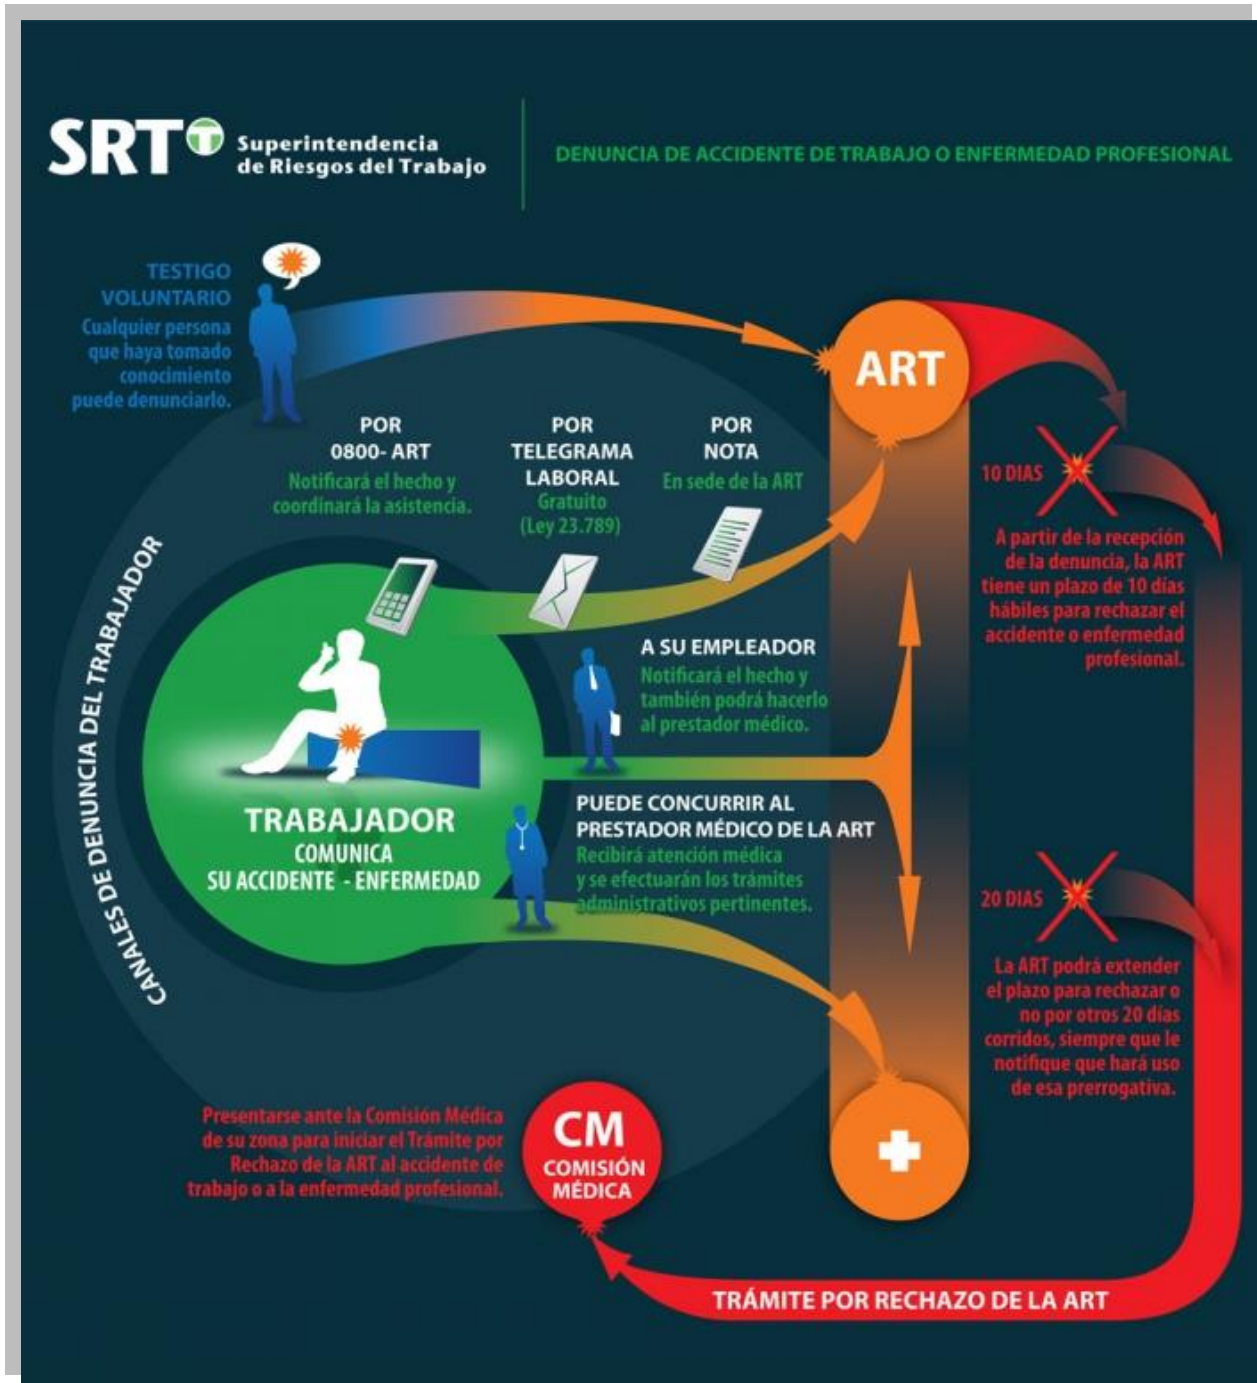 SRT
Superintendencia
de Riesgos del Trabajo
DENUNCIA DE ACCIDENTE DE TRABAJO O ENFERMEDAD PROFESIONAL
TESTIGO
VOLUNTARIO
Cualquier persona
que haya tomado
conocimiento
puede denunciarlo.
ART
POR
0800- ART
Notificará el hecho y
coordinará la asistencia.
POR
TELEGRAMA
LABORAL
Gratuito
(Ley 23.789)
POR
NOTA
En sede de la ART
10 DIAS
A partir de la recepción
de la denuncia, la ART
tiene un plazo de 10 días
hábiles para rechazar el
accidente o enfermedad
profesional.
CANALES DE DENUNCIA DEL TRABAJADOR
A SU EMPLEADOR
Notificará el hecho y
también podrá hacerlo
al prestador médico.
TRABAJADOR
COMUNICA
SU ACCIDENTE - ENFERMEDAD
PUEDE CONCURRIR AL
PRESTADOR MÉDICO DE LA ART
Recibirá atención médica
y se efectuarán los trámites
administrativos pertinentes.
20 DIAS
La ART podrá extender
el plazo para rechazar o
no por otros 20 días
corridos, siempre que le
notifique que hará uso
de esa prerrogativa.
Presentarse ante la Comisión Médica
de su zona para iniciar el Trámite por
Rechazo de la ART al accidente de
trabajo o a la enfermedad profesional.
CM
COMISIÓN
MÉDICA
TRÁMITE POR RECHAZO DE LA ART